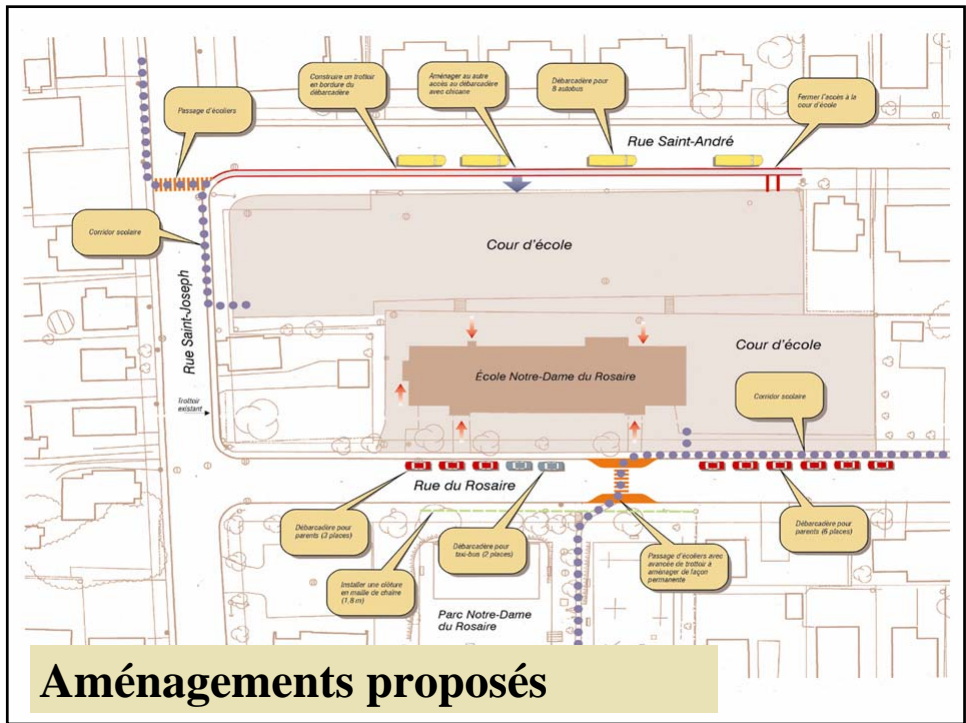 Passage d'écoliers
Construire un trottoir
en bordure du
débarcadère
Aménager au autre
accès au débarcadère
avec chicane
Débarcadère pour
8 autobus
Fermer l'accès à la
cour d'école
Rue Saint-André
Corridor scolaire
Rue Saint-Joseph
Cour d'école
Cour d'école
École Notre-Dame du Rosaire
Corridor scolaire
Trottoir
existant
Rue du Rosaire
Débarcadère pour
parents (3 places)
Installer une clôture
en maille de chaîne
(1,8 m)
Débarcadère pour
taxi-bus (2 places)
Passage d'écoliers avec
avancée de trottoir à
aménager de façon
permanente
Débarcadère pour
parents (6 places)
Parc Notre-Dame
du Rosaire
Aménagements proposés